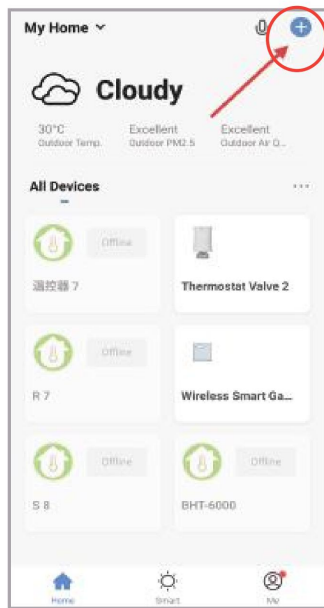 My Home
Cloudy
30°C Excellent Excellent
Outdoor Temp. Outdoor PM2.5 Outdoor Air Q...
All Devices ...
Offline
温控器 7 Thermostat Valve 2
Offline
R 7 Wireless Smart Ga...
Offline Offline
S 8 BHT-6000
Home Smart Me